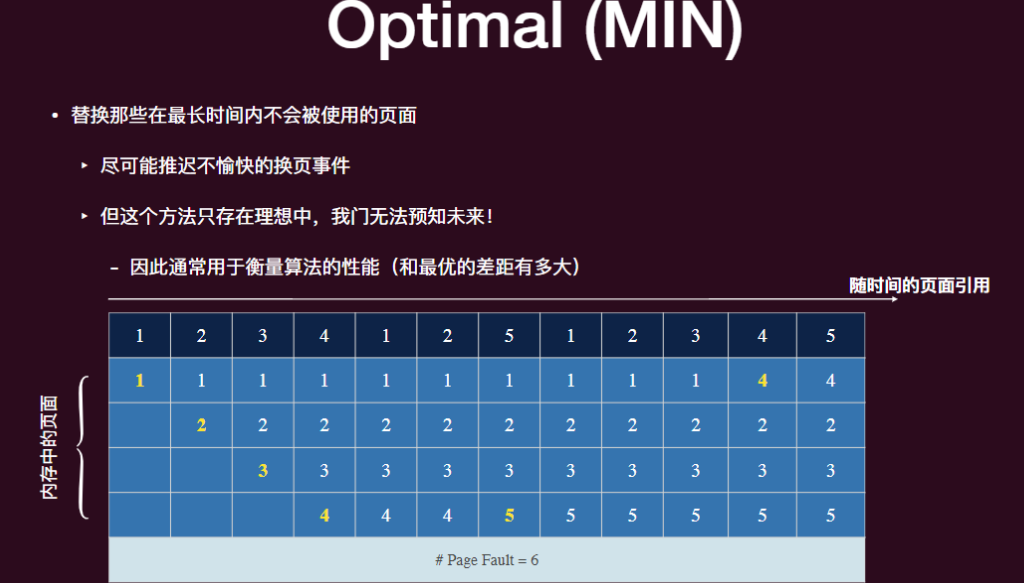 Optimal (MIN)
• 替换那些在最长时间内不会被使用的页面
‣ 尽可能推迟不愉快的换页事件
‣ 但这个方法只存在理想中，我门无法预知未来！
– 因此通常用于衡量算法的性能（和最优的差距有多大）
随时间的页面引用
1 2 3 4 1 2 5 1 2 3 4 5
内存中的页面
1 1 1 1 1 1 1 1 1 1 4 4
2 2 2 2 2 2 2 2 2 2 2
3 3 3 3 3 3 3 3 3 3
4 4 4 5 5 5 5 5 5
# Page Fault = 6